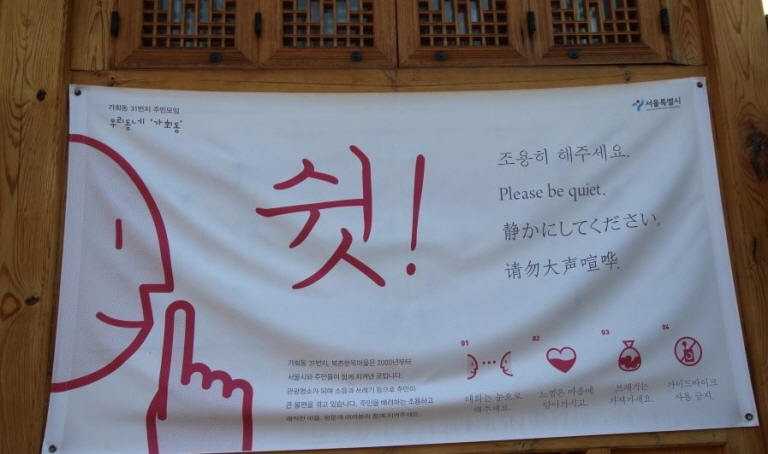 가회동 31번지 주민모임
우리동네 '가회동'
서울특별시
쉿!
조용히 해주세요.
Please be quiet.
静かにしてください。
请勿大声喧哗.
가회동 31번지, 북촌한옥마을은 2000년부터
서울시와 주민들이 함께 지켜낸 곳입니다.
관광명소가 되며 소음과 쓰레기 등으로 주민이
큰 불편을 겪고 있습니다. 주민을 배려하는 조용하고
쾌적한 마을, 방문객 여러분이 함께 지켜주세요.
01
대화는 눈으로
해주세요.
02
느낌은 마음에
담아가시고.
03
쓰레기는
가져가세요.
04
가이드마이크
사용 금지.